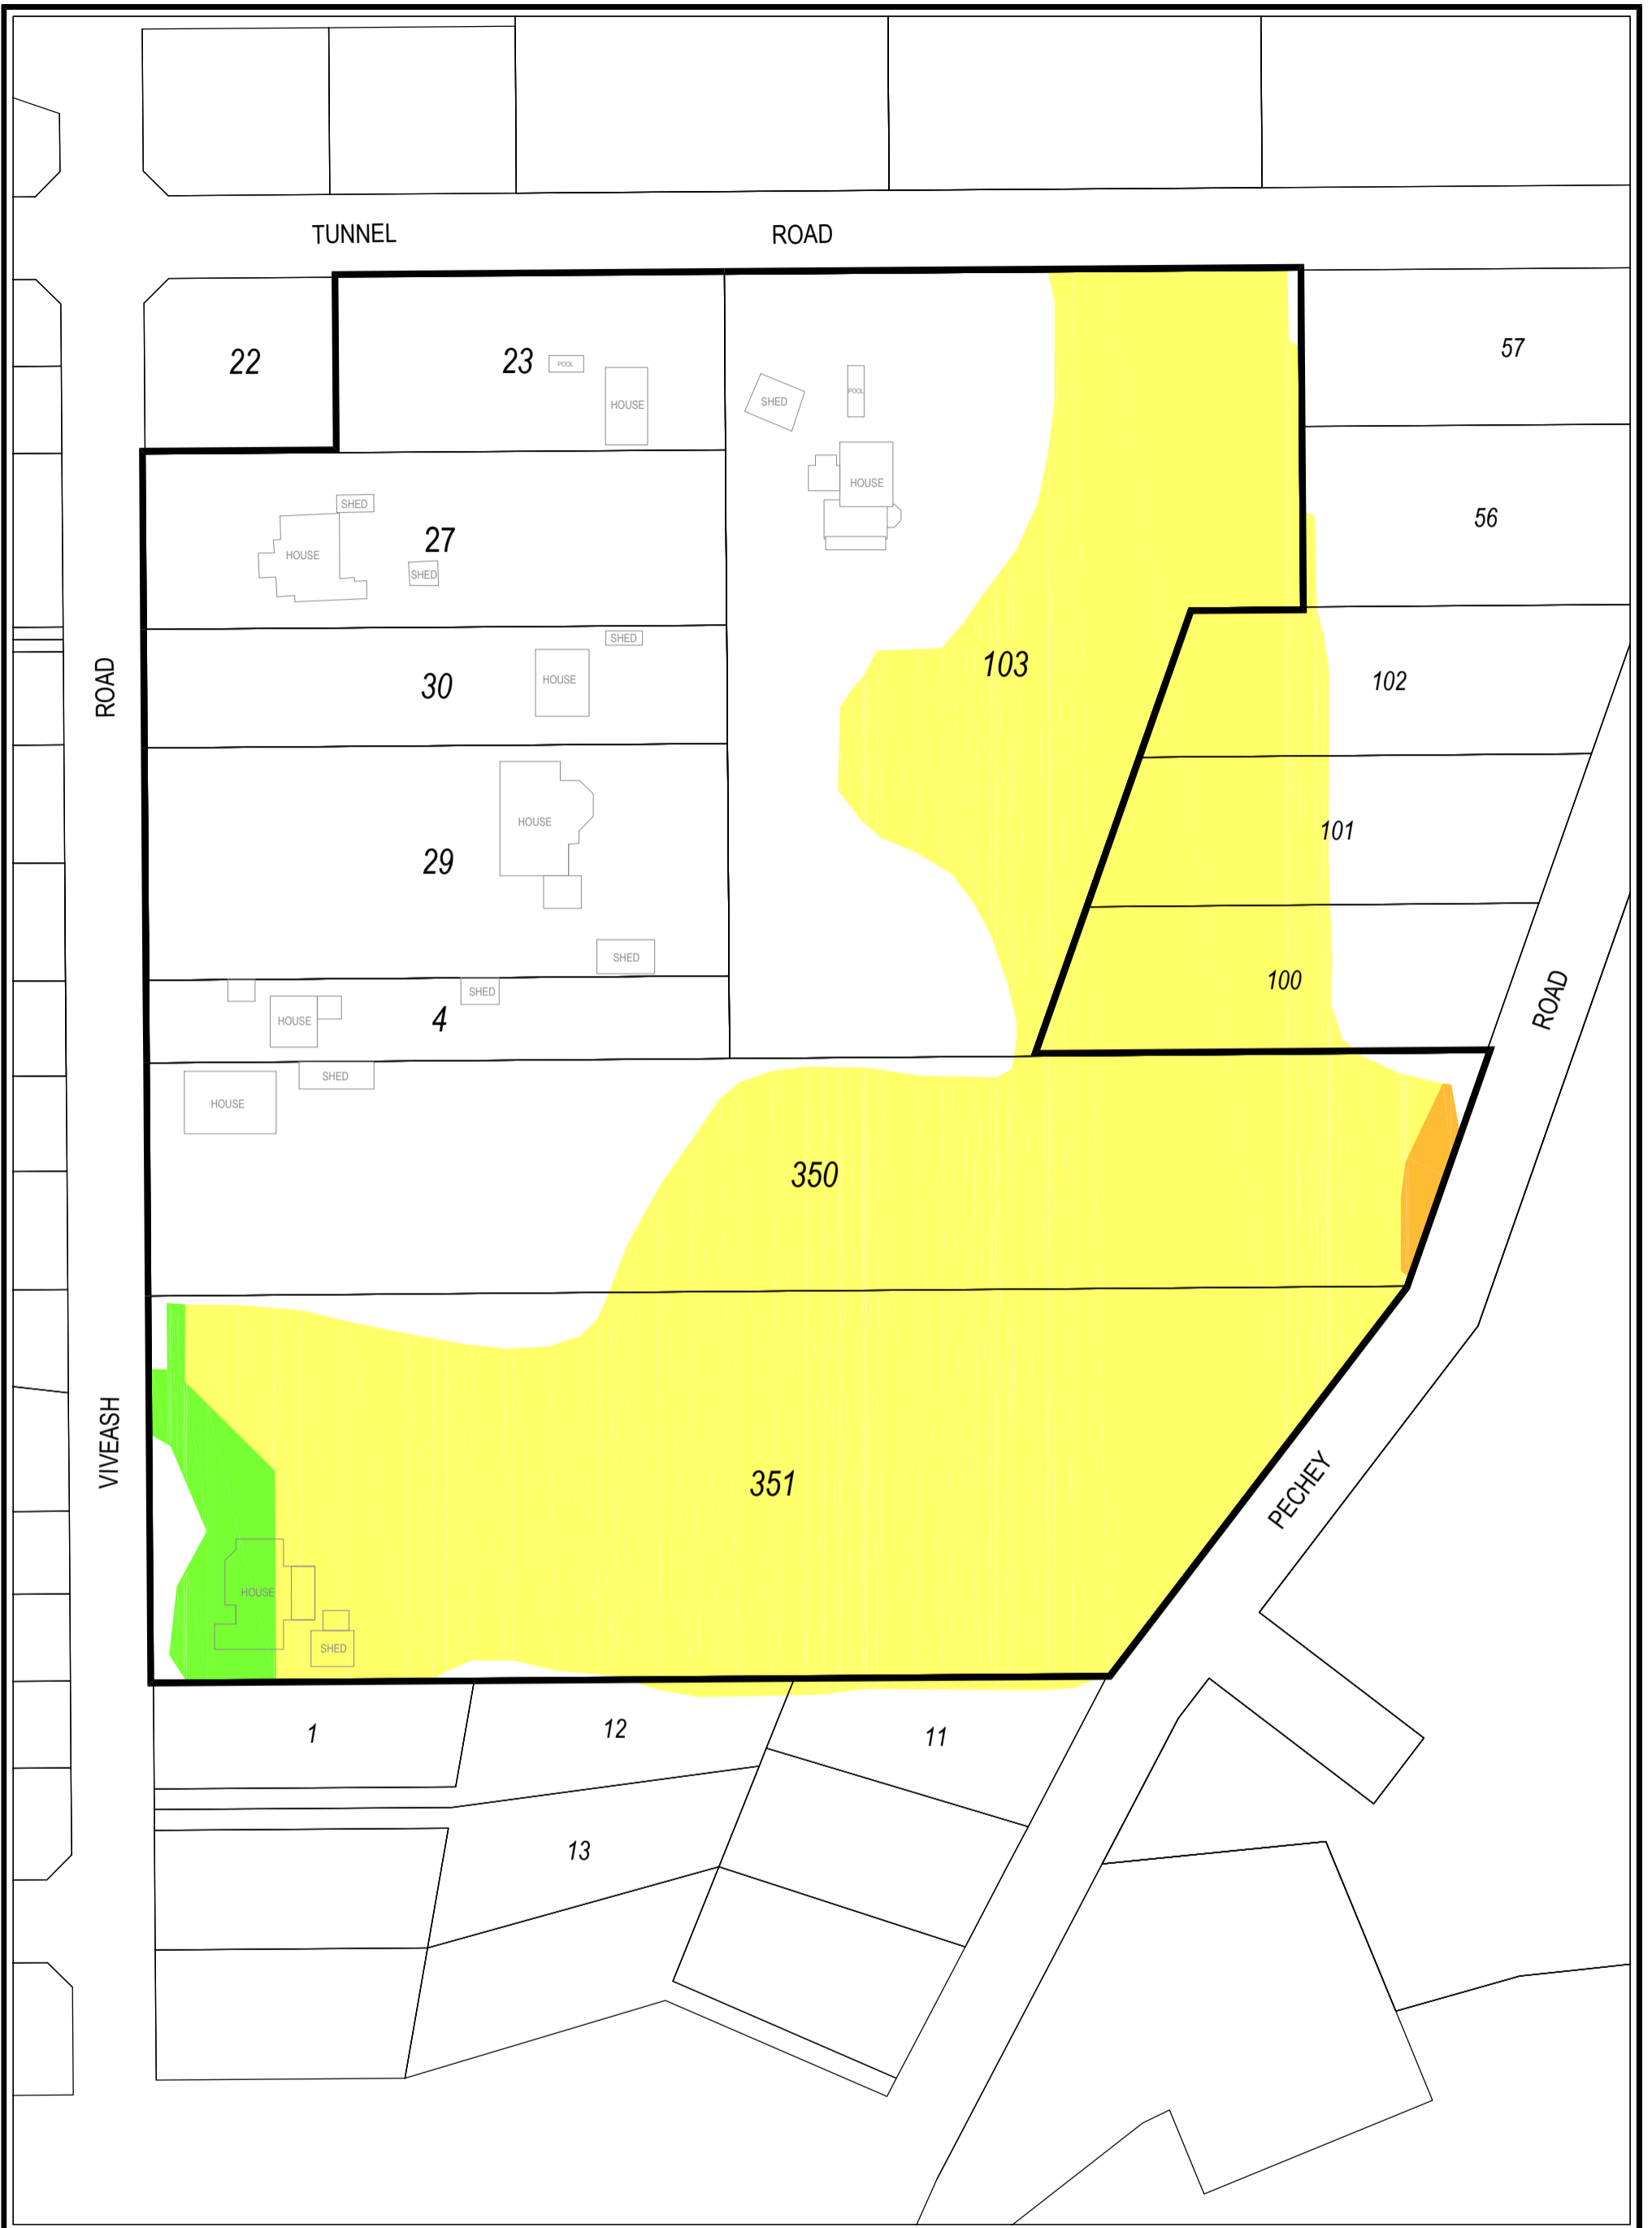 TUNNEL ROAD
22
23
POOL
HOUSE
57
SHED
POOL
HOUSE
56
SHED
27
HOUSE
SHED
ROAD
30
SHED
HOUSE
103
102
29
HOUSE
101
SHED
100
ROAD
4
SHED
HOUSE
SHED
HOUSE
350
VIVEASH
351
PECHEY
HOUSE
SHED
1
12
11
13